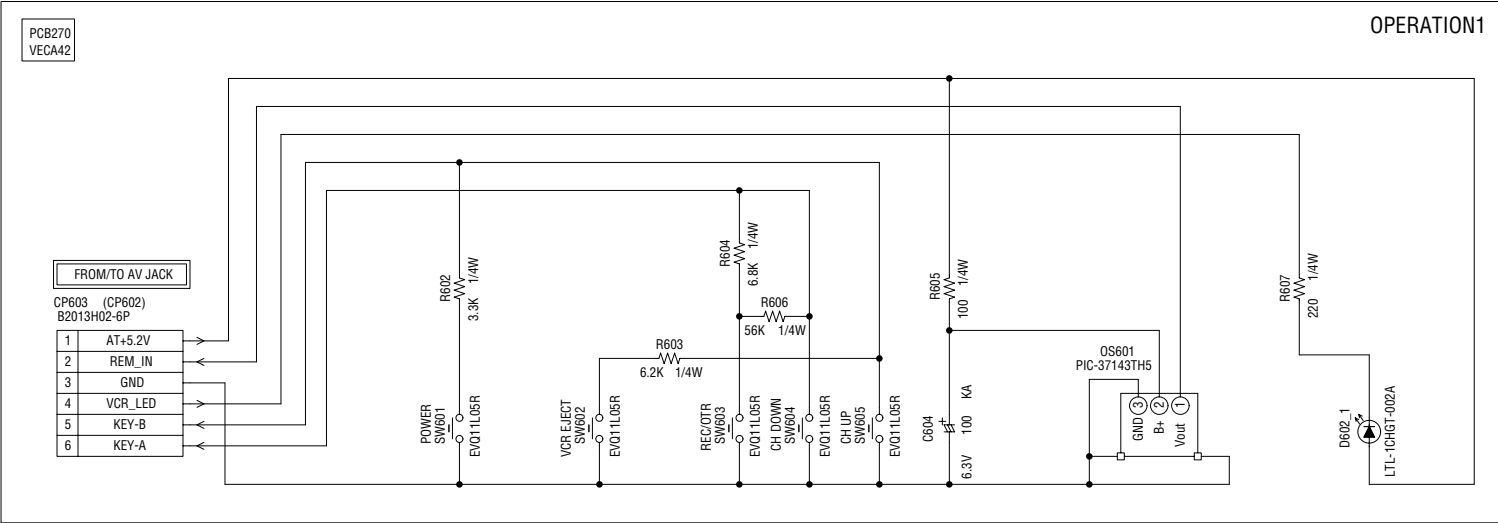 PCB270
VECA42
OPERATION1
FROM/TO AV JACK
CP603 (CP602)
B2013H02-6P
1 AT+5.2V
2 REM_IN
3 GND
4 VCR_LED
5 KEY-B
6 KEY-A
R602
3.3K 1/4W
R604
6.8K 1/4W
R606
56K 1/4W
R603
6.2K 1/4W
R605
100 1/4W
R607
220 1/4W
POWER
SW601
EVQ11L05R
VCR EJECT
SW602
EVQ11L05R
REC/OTR
SW603
EVQ11L05R
CH DOWN
SW604
EVQ11L05R
CH UP
SW605
EVQ11L05R
C604
+
6.3V 100 KA
OS601
PIC-37143TH5
GND 3
B+ 2
Vout 1
D602_1
LTL-1CHGT-002A